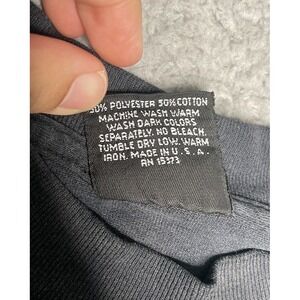 50% POLYESTER 50% COTTON
MACHINE WASH WARM
WASH DARK COLORS
SEPARATELY. NO BLEACH.
TUMBLE DRY LOW. WARM
IRON. MADE IN U.S.A.
RN 15373